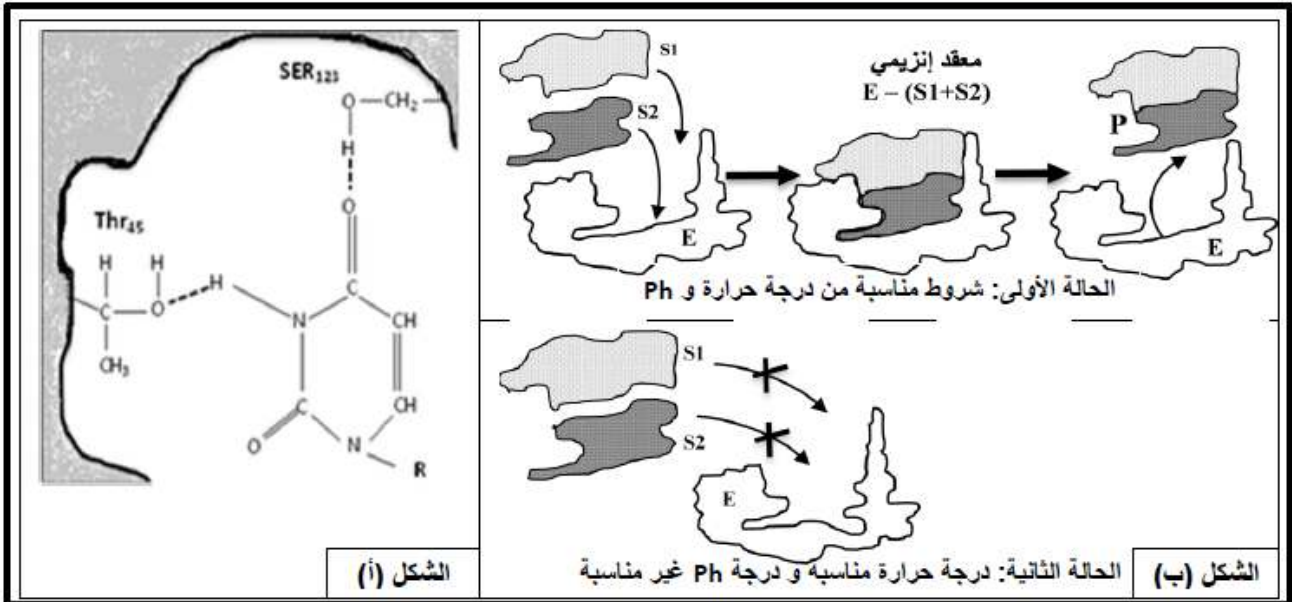 SER123
O—CH2
H
O
Thr45
H H
H
C—O
C
N
CH
CH3
C
CH
O
N
R
الشكل (أ)
S1
S2
E
معقد إنزيمي
E – (S1+S2)
P
E
الحالة الأولى: شروط مناسبة من درجة حرارة و Ph
S1
S2
E
الحالة الثانية: درجة حرارة مناسبة و درجة Ph غير مناسبة
الشكل (ب)